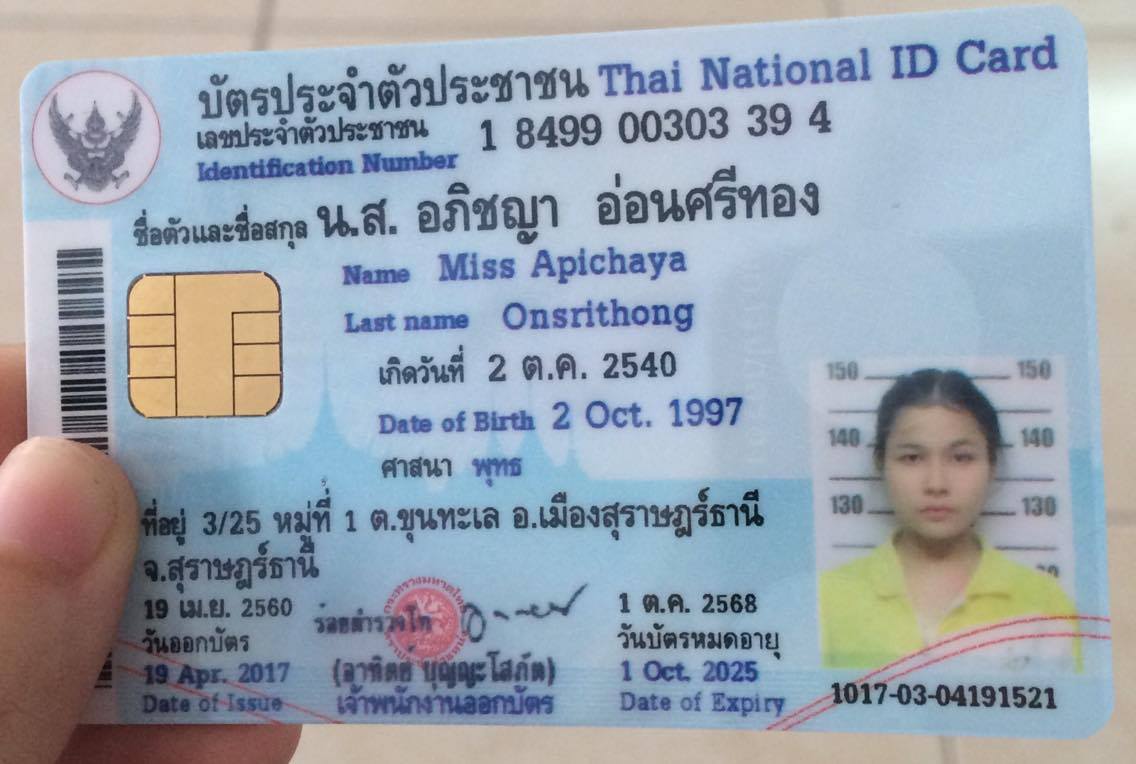 บัตรประจำตัวประชาชน Thai National ID Card
เลขประจำตัวประชาชน 1 8499 00303 39 4
Identification Number
ชื่อตัวและชื่อสกุล น.ส. อภิชญา อ่อนศรีทอง
Name Miss Apichaya
Last name Onsrithong
เกิดวันที่ 2 ต.ค. 2540
Date of Birth 2 Oct. 1997
ศาสนา พุทธ
ที่อยู่ 3/25 หมู่ที่ 1 ต.ขุนทะเล อ.เมืองสุราษฎร์ธานี
จ.สุราษฎร์ธานี
19 เม.ย. 2560
วันออกบัตร
19 Apr. 2017
Date of Issue
ร้อยตำรวจโท
(อาทิตย์ บุญญะโสภัต)
เจ้าพนักงานออกบัตร
1 ต.ค. 2568
วันบัตรหมดอายุ
1 Oct. 2025
Date of Expiry
150 150
140 140
130 130
1017-03-04191521